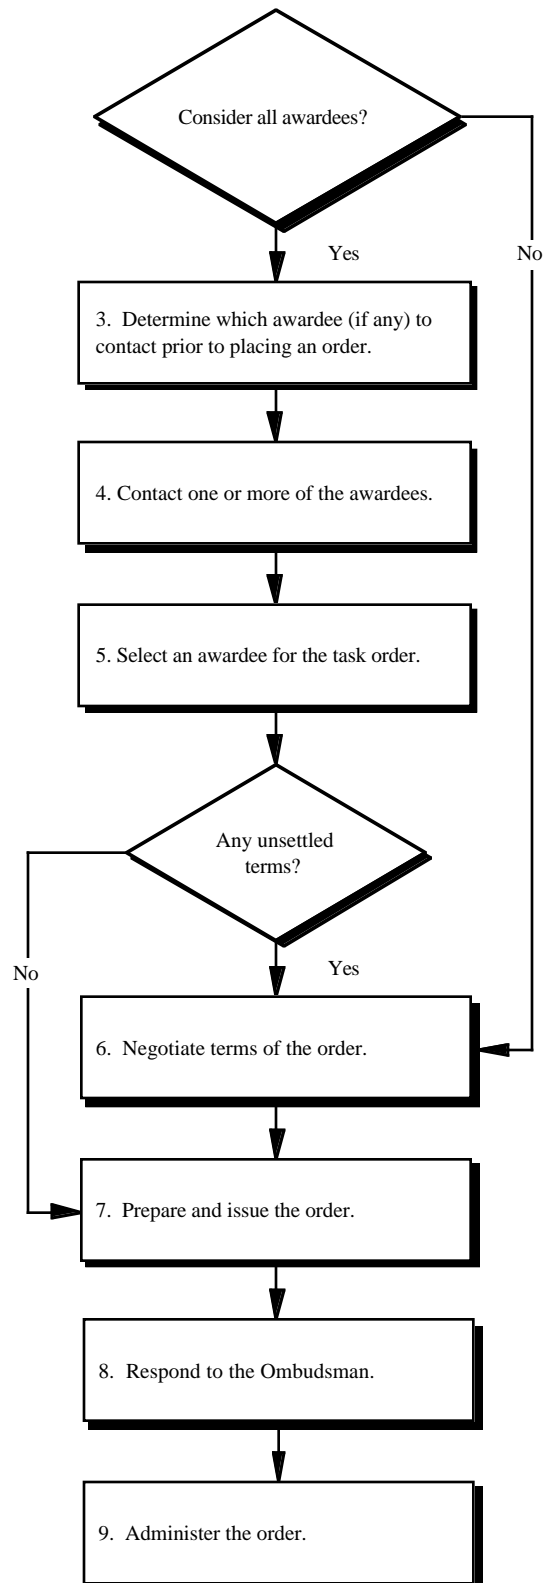 Consider all awardees?
Yes
No
3.  Determine which awardee (if any) to
contact prior to placing an order.
4. Contact one or more of the awardees.
5. Select an awardee for the task order.
Any unsettled
terms?
No
Yes
6.  Negotiate terms of the order.
7.  Prepare and issue the order.
8.  Respond to the Ombudsman.
9.  Administer the order.